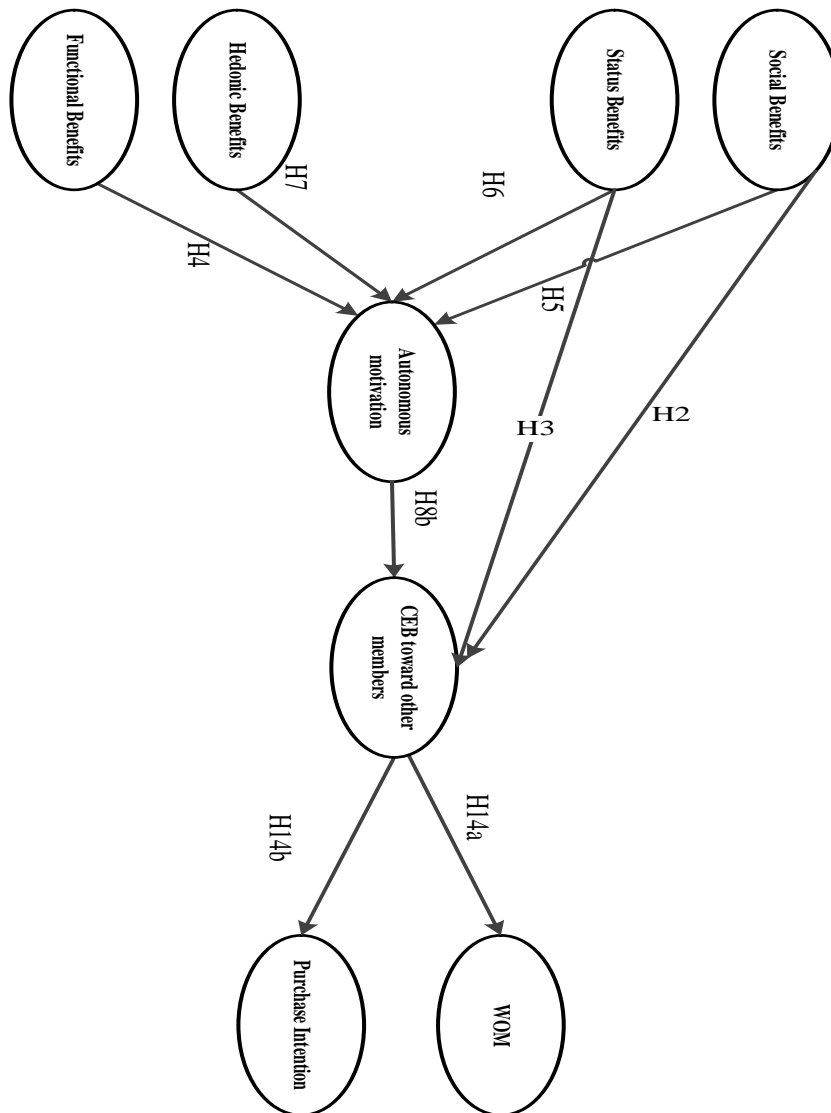 Social Benefits
Status Benefits
Hedonic Benefits
Functional Benefits
H2
H3
H5
H6
H7
H4
Autonomous
motivation
H8b
CEB toward other
members
H14a
H14b
WOM
Purchase Intention